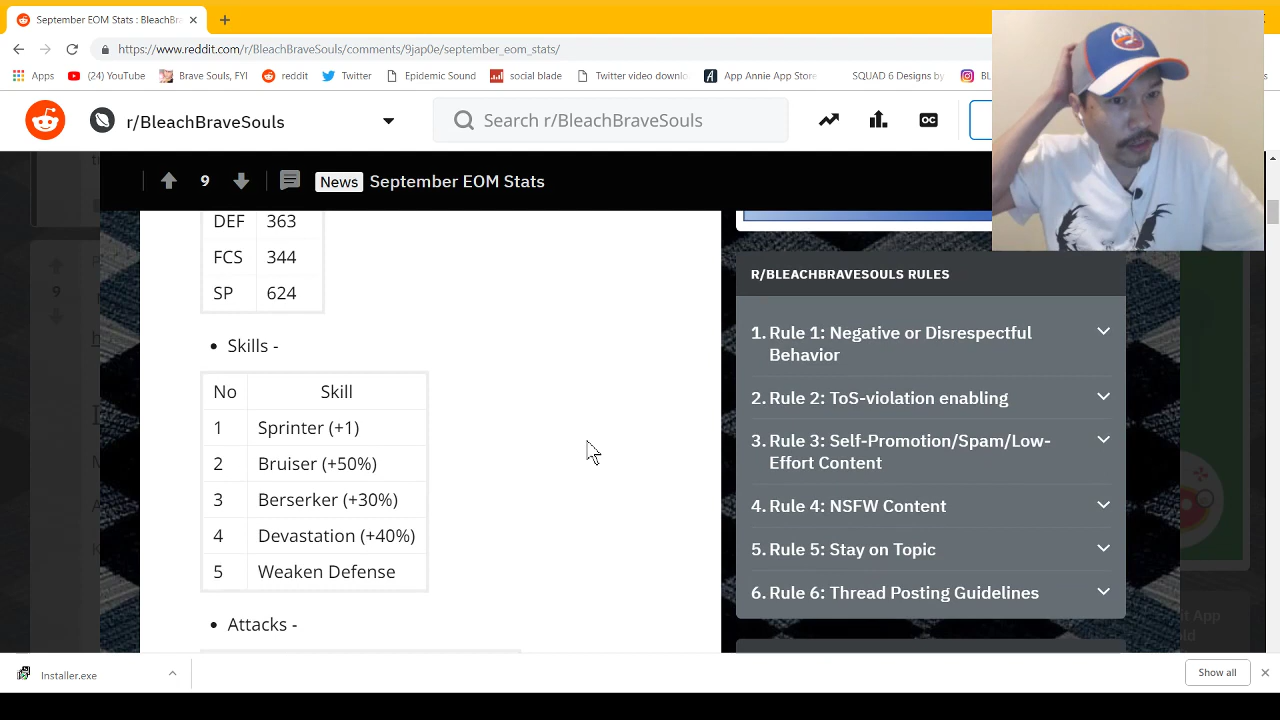 September EOM Stats : BleachBrav
https://www.reddit.com/r/BleachBraveSouls/comments/9japje/september_eom_stats/
Apps
(24) YouTube
Brave Souls, FYI
reddit
Twitter
Epidemic Sound
social blade
Twitter video downl
App Annie App Store
SQUAD 6 Designs by
r/BleachBraveSouls
Search r/BleachBraveSouls
OC
9
News
September EOM Stats
DEF 363
FCS 344
SP 624
• Skills -
No Skill
1 Sprinter (+1)
2 Bruiser (+50%)
3 Berserker (+30%)
4 Devastation (+40%)
5 Weaken Defense
• Attacks -
R/BLEACHBRAVESOULS RULES
1. Rule 1: Negative or Disrespectful
Behavior
2. Rule 2: ToS-violation enabling
3. Rule 3: Self-Promotion/Spam/Low-
Effort Content
4. Rule 4: NSFW Content
5. Rule 5: Stay on Topic
6. Rule 6: Thread Posting Guidelines
9
Installer.exe
Show all